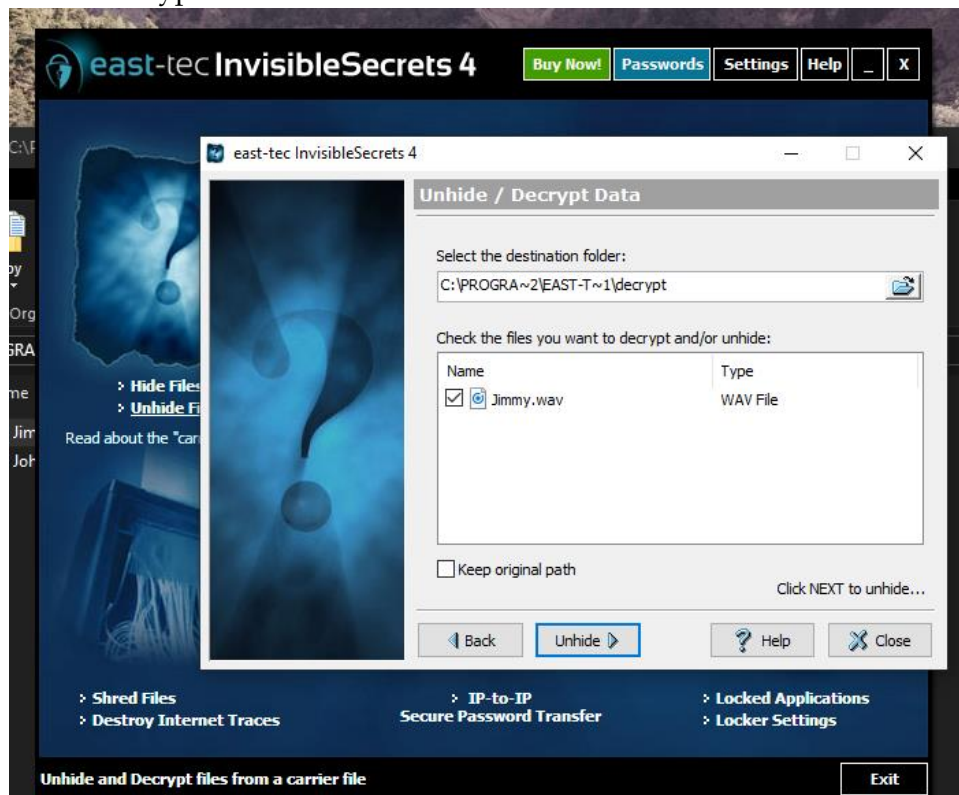 east-tec InvisibleSecrets 4
Buy Now! Passwords Settings Help _ X
C:\P
east-tec InvisibleSecrets 4
Unhide / Decrypt Data
Select the destination folder:
C:\PROGRA~2\EAST-T~1\decrypt
Org
GRA
Check the files you want to decrypt and/or unhide:
Name Type
Jimmy.wav WAV File
me
› Hide Files
› Unhide Fi
Jim
Read about the "car
Joh
Keep original path
Click NEXT to unhide...
Back Unhide Help Close
› Shred Files
› IP-to-IP
› Locked Applications
› Destroy Internet Traces
Secure Password Transfer
› Locker Settings
Unhide and Decrypt files from a carrier file
Exit